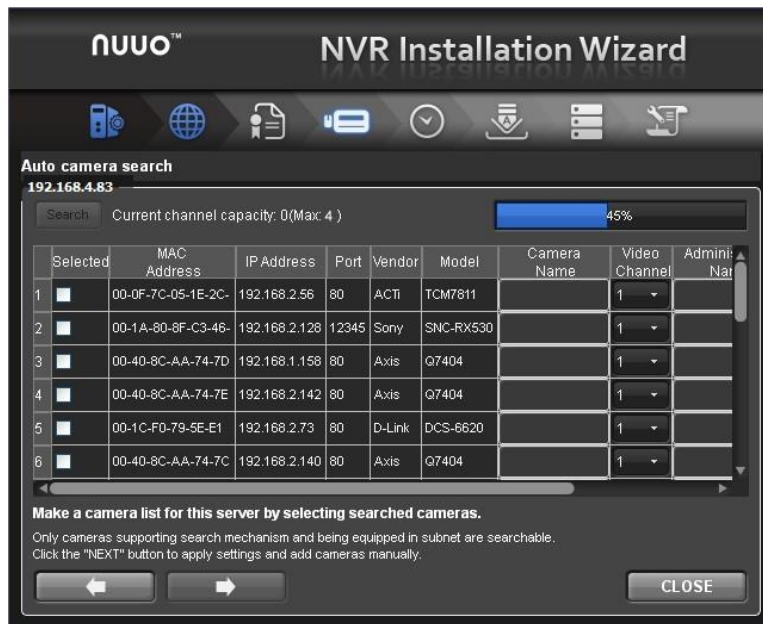 nuuo™
NVR Installation Wizard
Auto camera search
192.168.4.83
Search Current channel capacity: 0(Max: 4 ) 45%
Selected MAC Address IP Address Port Vendor Model Camera Name Video Channel Adminis Nar
1 00-0F-7C-05-1E-2C- 192.168.2.56 80 ACTi TCM7811 1
2 00-1A-80-8F-C3-46- 192.168.2.128 12345 Sony SNC-RX530 1
3 00-40-8C-AA-74-7D 192.168.1.158 80 Axis Q7404 1
4 00-40-8C-AA-74-7E 192.168.2.142 80 Axis Q7404 1
5 00-1C-F0-79-5E-E1 192.168.2.73 80 D-Link DCS-6620 1
6 00-40-8C-AA-74-7C 192.168.2.140 80 Axis Q7404 1
Make a camera list for this server by selecting searched cameras.
Only cameras supporting search mechanism and being equipped in subnet are searchable.
Click the "NEXT" button to apply settings and add cameras manually.
CLOSE